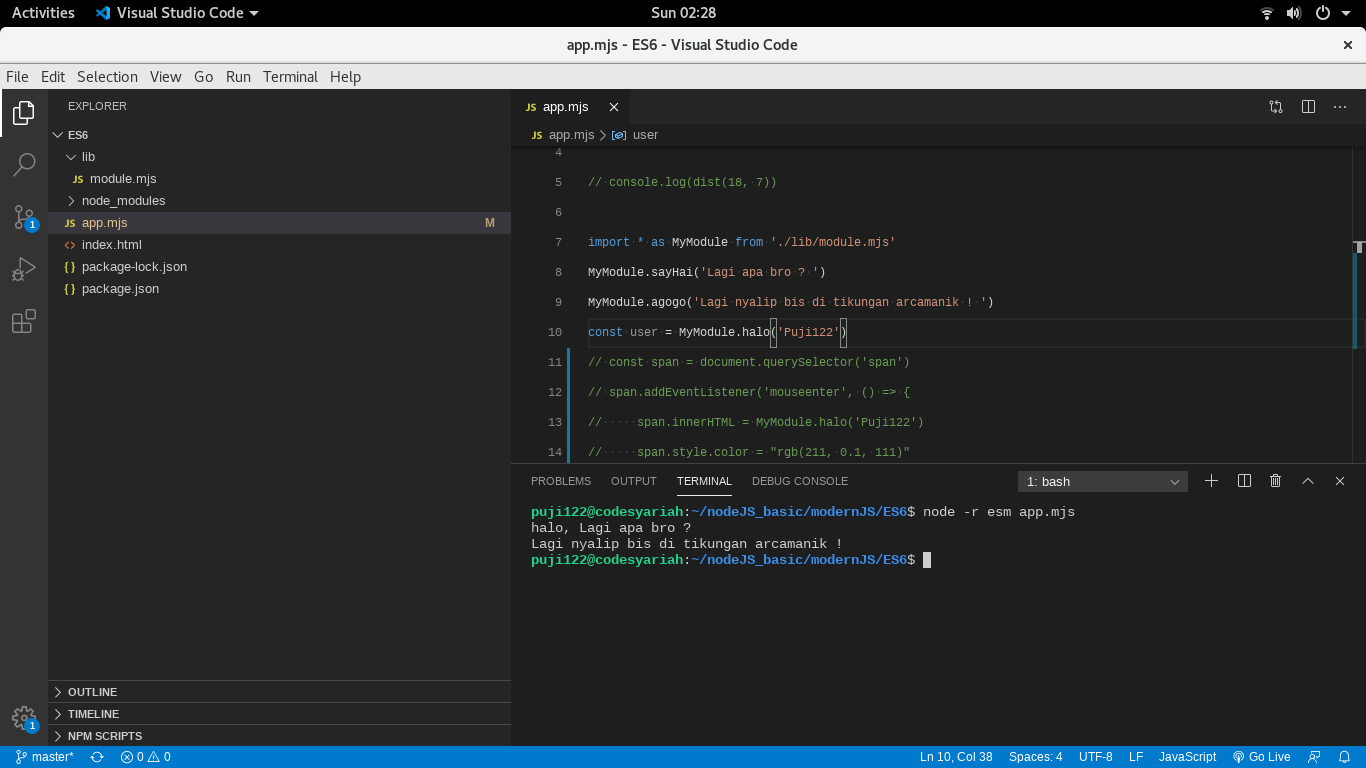 Activities Visual Studio Code Sun 02:28
app.mjs - ES6 - Visual Studio Code
File Edit Selection View Go Run Terminal Help
EXPLORER
ES6
lib
JS module.mjs
node_modules
JS app.mjs M
<> index.html
{ } package-lock.json
{ } package.json
OUTLINE
TIMELINE
NPM SCRIPTS
1
1
JS app.mjs
JS app.mjs > user
4
5 // console.log(dist(18, 7))
6
7 import * as MyModule from './lib/module.mjs'
8 MyModule.sayHai('Lagi apa bro ? ')
9 MyModule.agogo('Lagi nyalip bis di tikungan arcamanik ! ')
10 const user = MyModule.halo('Puji122')
11 // const span = document.querySelector('span')
12 // span.addEventListener('mouseenter', () => {
13 //     span.innerHTML = MyModule.halo('Puji122')
14 //     span.style.color = "rgb(211, 0.1, 111)"
PROBLEMS OUTPUT TERMINAL DEBUG CONSOLE 1: bash
puji122@codesyariah:~/nodeJS_basic/modernJS/ES6$ node -r esm app.mjs
halo, Lagi apa bro ?
Lagi nyalip bis di tikungan arcamanik !
puji122@codesyariah:~/nodeJS_basic/modernJS/ES6$
master* 0 0 Ln 10, Col 38 Spaces: 4 UTF-8 LF JavaScript Go Live